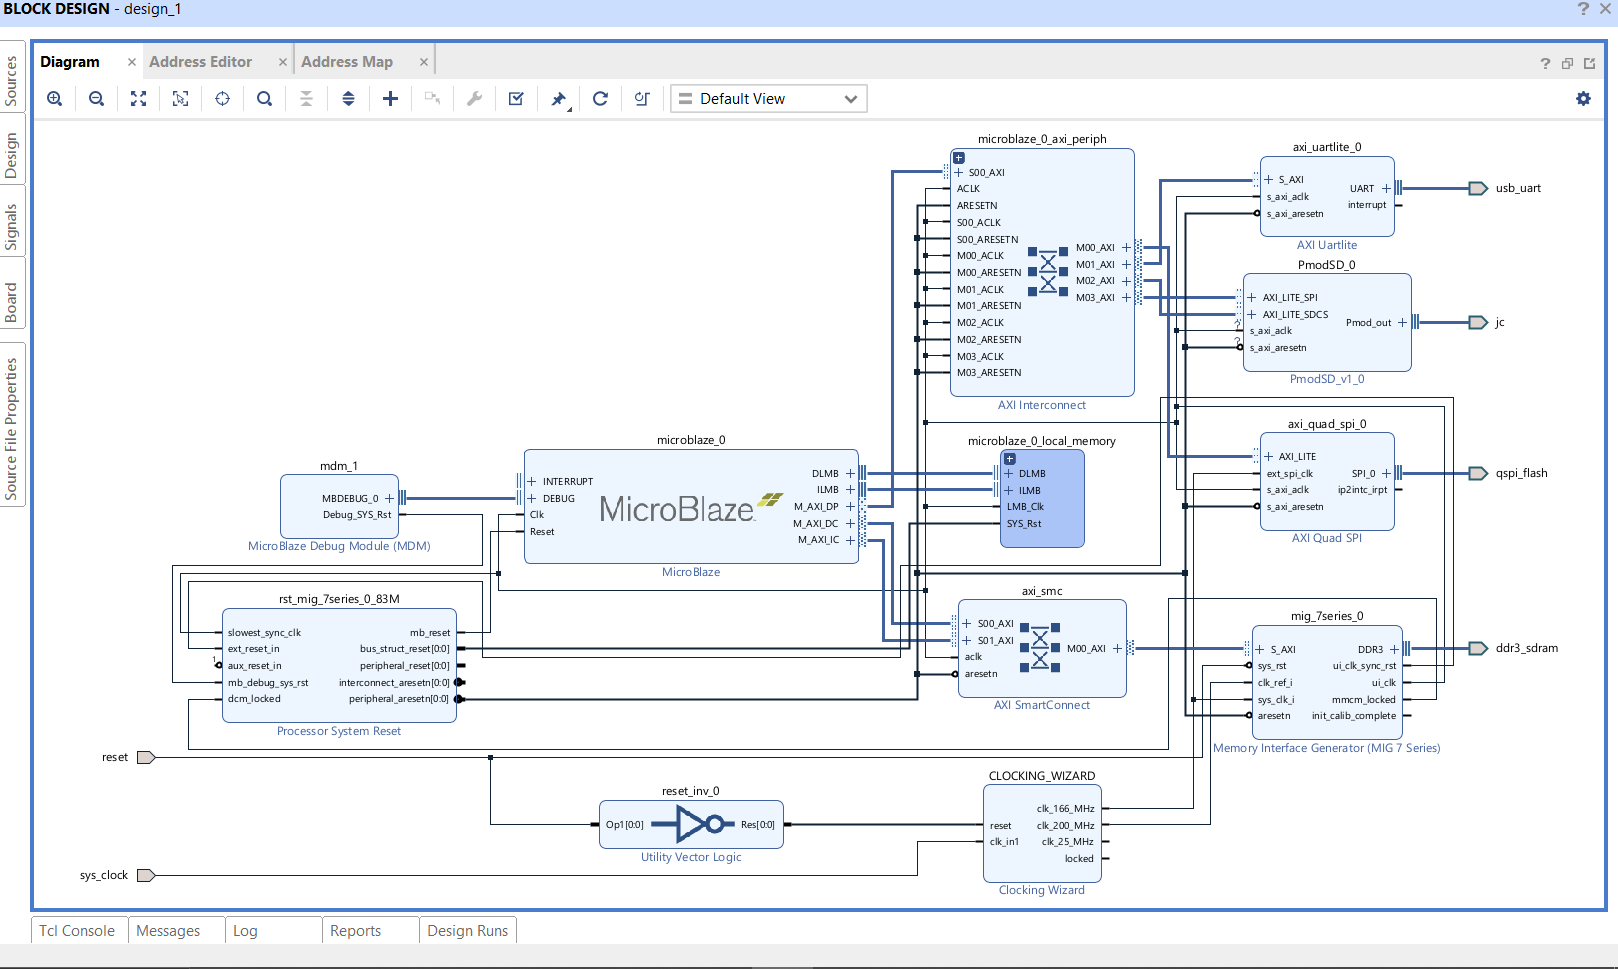 BLOCK DESIGN - design_1
Sources
Design
Signals
Board
Source File Properties
Diagram
Address Editor
Address Map
Default View
microblaze_0_axi_periph
S00_AXI
ACLK
ARESETN
S00_ACLK
S00_ARESETN
M00_ACLK
M00_ARESETN
M01_ACLK
M01_ARESETN
M02_ACLK
M02_ARESETN
M03_ACLK
M03_ARESETN
M00_AXI
M01_AXI
M02_AXI
M03_AXI
AXI Interconnect
axi_uartlite_0
S_AXI
s_axi_aclk
s_axi_aresetn
UART
interrupt
AXI Uartlite
usb_uart
PmodSD_0
AXI_LITE_SPI
AXI_LITE_SDCS
s_axi_aclk
s_axi_aresetn
Pmod_out
PmodSD_v1_0
jc
axi_quad_spi_0
AXI_LITE
ext_spi_clk
s_axi_aclk
s_axi_aresetn
SPI_0
ip2intc_irpt
AXI Quad SPI
qspi_flash
mdm_1
MBDEBUG_0
Debug_SYS_Rst
MicroBlaze Debug Module (MDM)
microblaze_0
INTERRUPT
DEBUG
Clk
Reset
MicroBlaze
DLMB
ILMB
M_AXI_DP
M_AXI_DC
M_AXI_IC
MicroBlaze
microblaze_0_local_memory
DLMB
ILMB
LMB_Clk
SYS_Rst
axi_smc
S00_AXI
S01_AXI
aclk
aresetn
M00_AXI
AXI SmartConnect
rst_mig_7series_0_83M
slowest_sync_clk
ext_reset_in
aux_reset_in
mb_debug_sys_rst
dcm_locked
mb_reset
bus_struct_reset[0:0]
peripheral_reset[0:0]
interconnect_aresetn[0:0]
peripheral_aresetn[0:0]
Processor System Reset
mig_7series_0
S_AXI
sys_rst
clk_ref_i
sys_clk_i
aresetn
DDR3
ui_clk_sync_rst
ui_clk
mmcm_locked
init_calib_complete
Memory Interface Generator (MIG 7 Series)
ddr3_sdram
reset
reset_inv_0
Op1[0:0]
Res[0:0]
Utility Vector Logic
CLOCKING_WIZARD
reset
clk_in1
clk_166_MHz
clk_200_MHz
clk_25_MHz
locked
Clocking Wizard
sys_clock
Tcl Console
Messages
Log
Reports
Design Runs